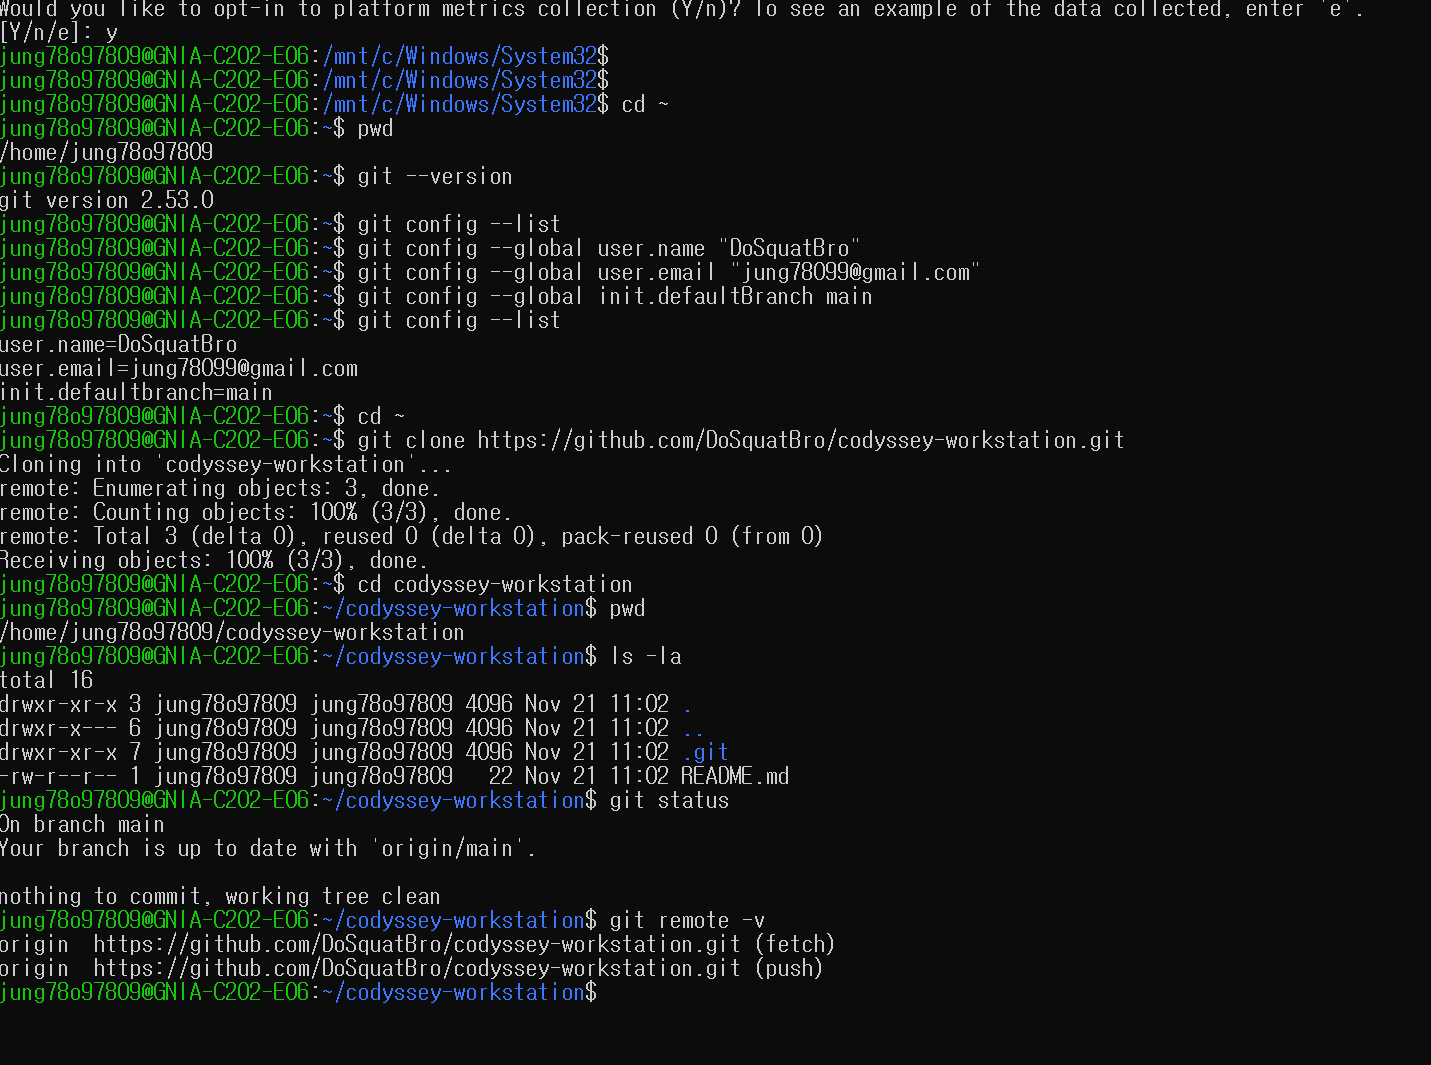 Would you like to opt-in to platform metrics collection (Y/n)? To see an example of the data collected, enter 'e'.
[Y/n/e]: y
jung78o97809@GNIA-C202-E06:/mnt/c/Windows/System32$
jung78o97809@GNIA-C202-E06:/mnt/c/Windows/System32$
jung78o97809@GNIA-C202-E06:/mnt/c/Windows/System32$ cd ~
jung78o97809@GNIA-C202-E06:~$ pwd
/home/jung78o97809
jung78o97809@GNIA-C202-E06:~$ git --version
git version 2.53.0
jung78o97809@GNIA-C202-E06:~$ git config --list
jung78o97809@GNIA-C202-E06:~$ git config --global user.name "DoSquatBro"
jung78o97809@GNIA-C202-E06:~$ git config --global user.email "jung78099@gmail.com"
jung78o97809@GNIA-C202-E06:~$ git config --global init.defaultBranch main
jung78o97809@GNIA-C202-E06:~$ git config --list
user.name=DoSquatBro
user.email=jung78099@gmail.com
init.defaultbranch=main
jung78o97809@GNIA-C202-E06:~$ cd ~
jung78o97809@GNIA-C202-E06:~$ git clone https://github.com/DoSquatBro/codyssey-workstation.git
Cloning into 'codyssey-workstation'...
remote: Enumerating objects: 3, done.
remote: Counting objects: 100% (3/3), done.
remote: Total 3 (delta 0), reused 0 (delta 0), pack-reused 0 (from 0)
Receiving objects: 100% (3/3), done.
jung78o97809@GNIA-C202-E06:~$ cd codyssey-workstation
jung78o97809@GNIA-C202-E06:~/codyssey-workstation$ pwd
/home/jung78o97809/codyssey-workstation
jung78o97809@GNIA-C202-E06:~/codyssey-workstation$ ls -la
total 16
drwxr-xr-x 3 jung78o97809 jung78o97809 4096 Nov 21 11:02 .
drwxr-x--- 6 jung78o97809 jung78o97809 4096 Nov 21 11:02 ..
drwxr-xr-x 7 jung78o97809 jung78o97809 4096 Nov 21 11:02 .git
-rw-r--r-- 1 jung78o97809 jung78o97809   22 Nov 21 11:02 README.md
jung78o97809@GNIA-C202-E06:~/codyssey-workstation$ git status
On branch main
Your branch is up to date with 'origin/main'.
nothing to commit, working tree clean
jung78o97809@GNIA-C202-E06:~/codyssey-workstation$ git remote -v
origin  https://github.com/DoSquatBro/codyssey-workstation.git (fetch)
origin  https://github.com/DoSquatBro/codyssey-workstation.git (push)
jung78o97809@GNIA-C202-E06:~/codyssey-workstation$